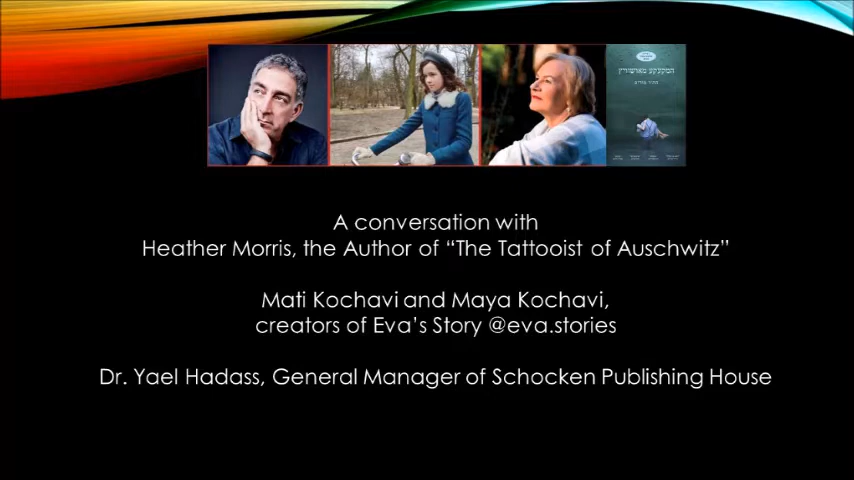 A conversation with
Heather Morris, the Author of “The Tattooist of Auschwitz”
Mati Kochavi and Maya Kochavi,
creators of Eva’s Story @eva.stories
Dr. Yael Hadass, General Manager of Schocken Publishing House